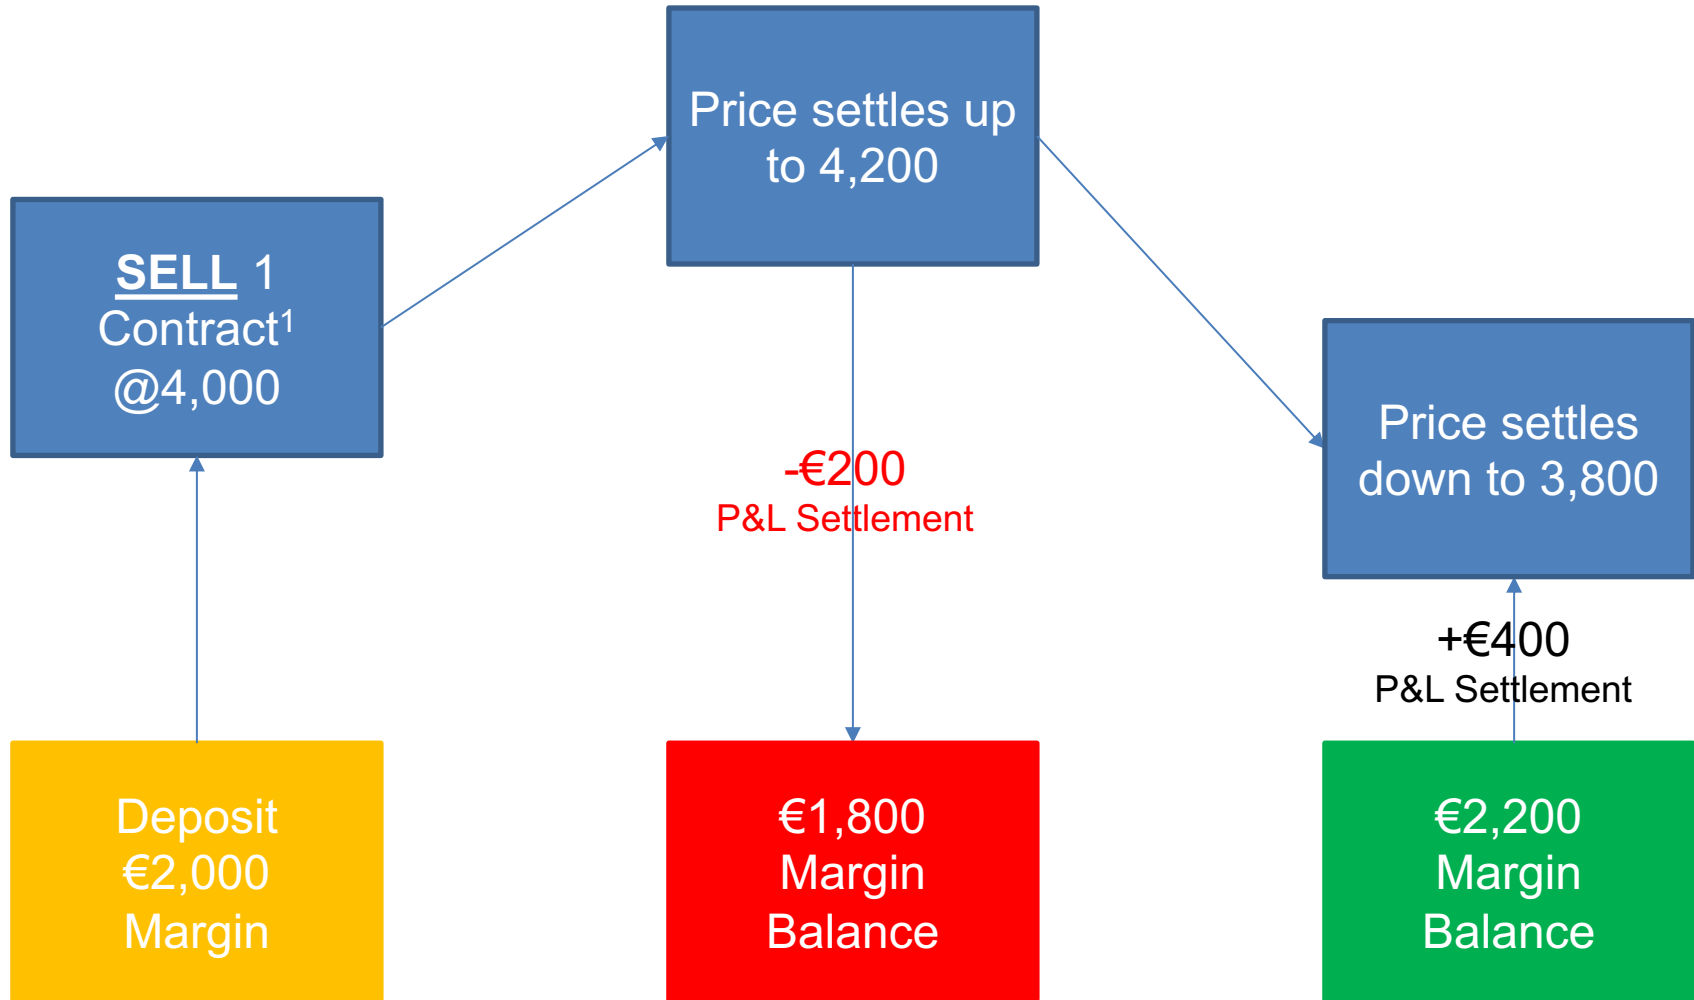 Price settles up
to 4,200
SELL 1
Contract¹
@4,000
Price settles
down to 3,800
-€200
P&L Settlement
+€400
P&L Settlement
Deposit
€2,000
Margin
€1,800
Margin
Balance
€2,200
Margin
Balance